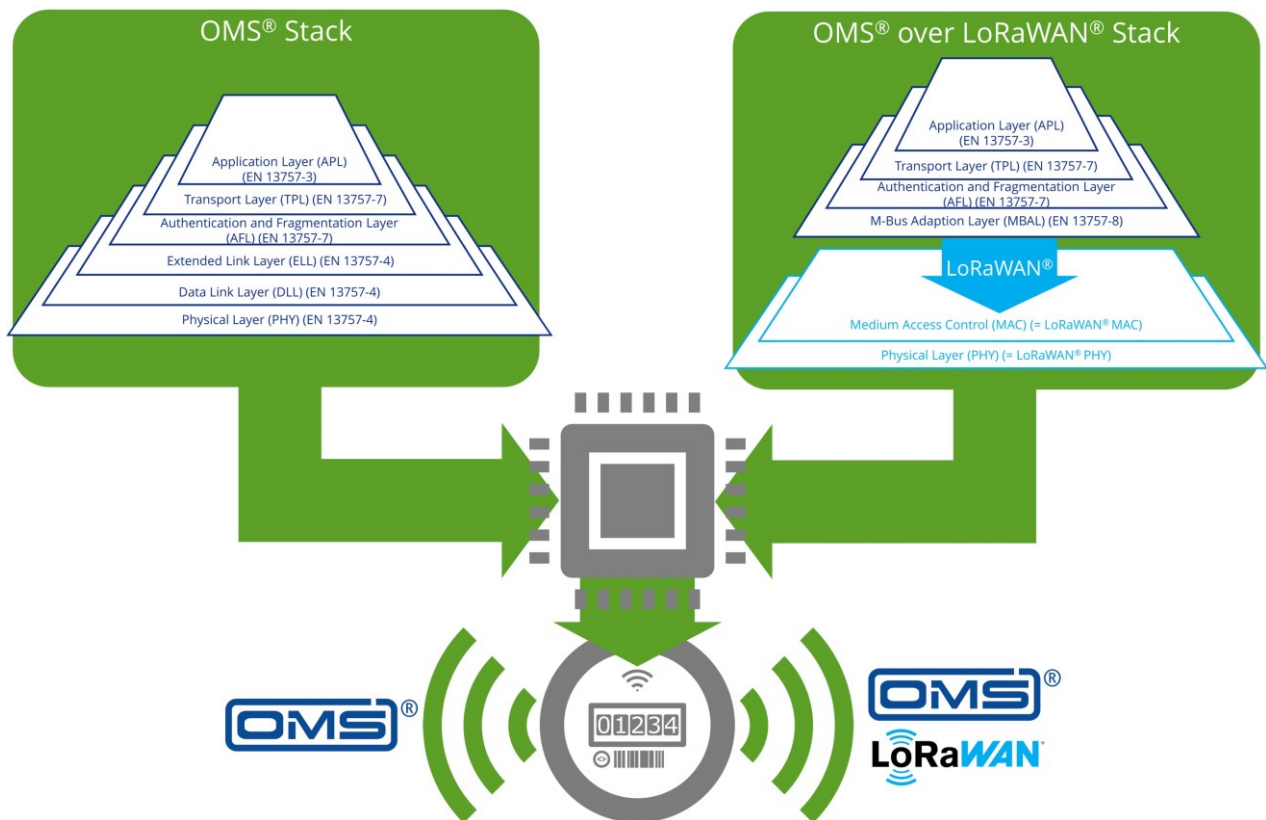 OMS® Stack
Application Layer (APL)
(EN 13757-3)
Transport Layer (TPL) (EN 13757-7)
Authentication and Fragmentation Layer
(AFL) (EN 13757-7)
Extended Link Layer (ELL) (EN 13757-4)
Data Link Layer (DLL) (EN 13757-4)
Physical Layer (PHY) (EN 13757-4)
OMS® over LoRaWAN® Stack
Application Layer (APL)
(EN 13757-3)
Transport Layer (TPL) (EN 13757-7)
Authentication and Fragmentation Layer
(AFL) (EN 13757-7)
M-Bus Adaption Layer (MBAL) (EN 13757-8)
LoRaWAN®
Medium Access Control (MAC) (= LoRaWAN® MAC)
Physical Layer (PHY) (= LoRaWAN® PHY)
OMS®
01234
OMS®
LoRaWAN